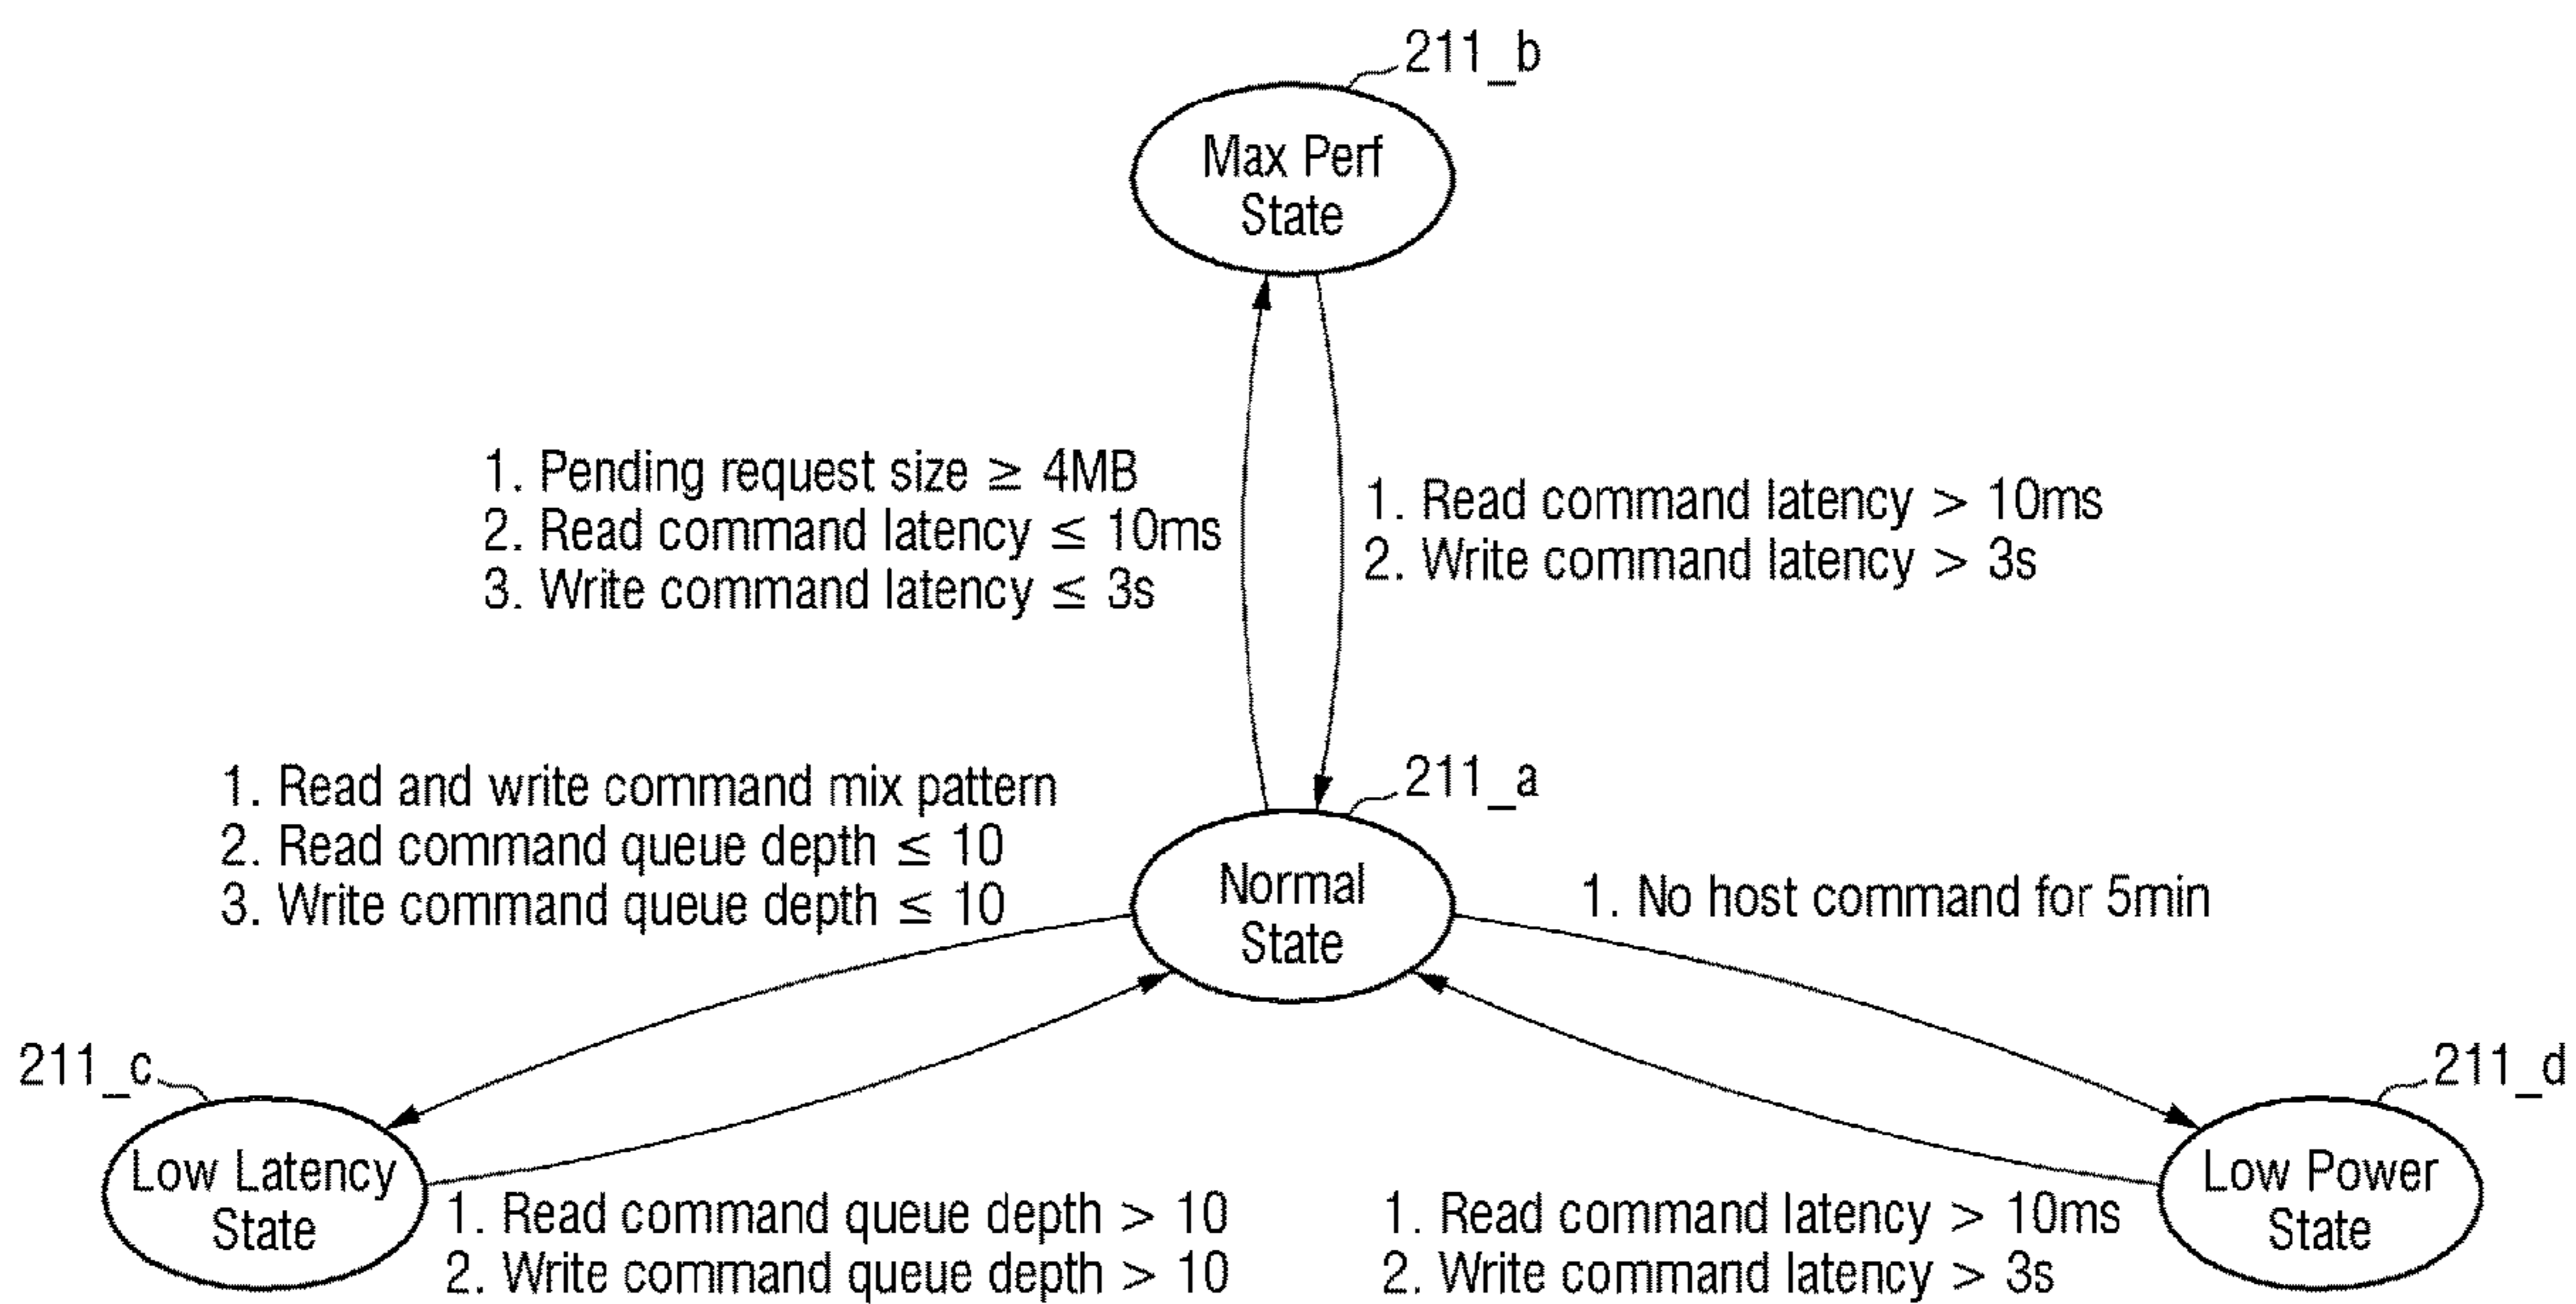 211_b
Max Perf
State
1. Pending request size ≥ 4MB
2. Read command latency ≤ 10ms
3. Write command latency ≤ 3s
1. Read command latency > 10ms
2. Write command latency > 3s
211_a
Normal
State
1. Read and write command mix pattern
2. Read command queue depth ≤ 10
3. Write command queue depth ≤ 10
1. No host command for 5min
211_c
Low Latency
State
1. Read command queue depth > 10
2. Write command queue depth > 10
1. Read command latency > 10ms
2. Write command latency > 3s
211_d
Low Power
State